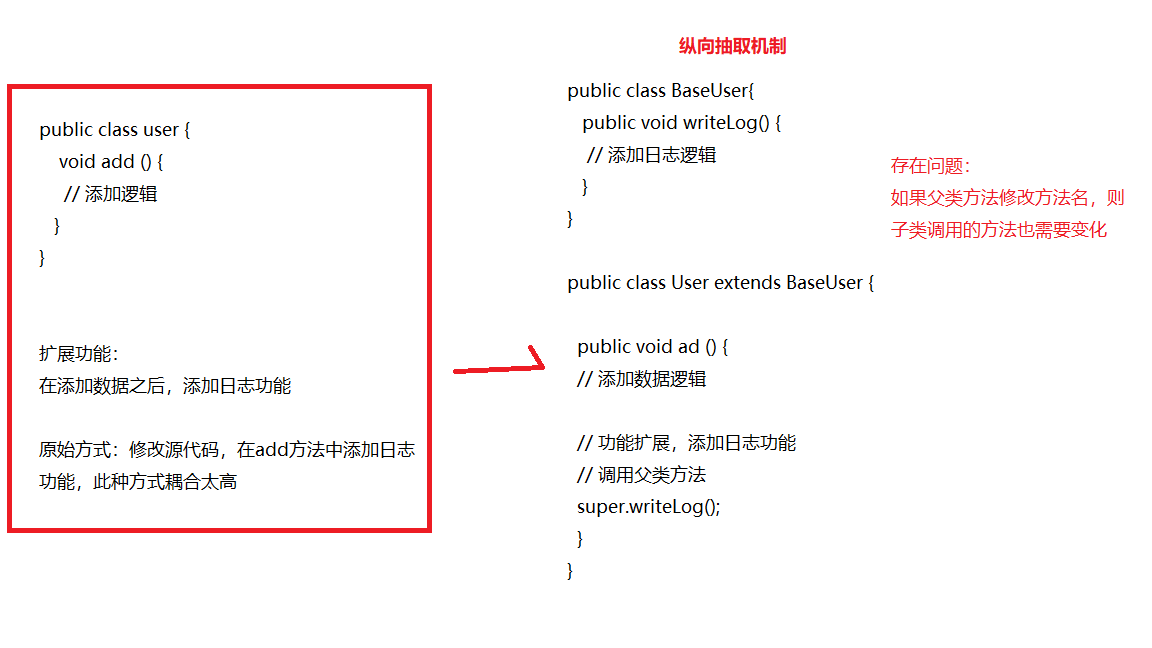 public class user {
void add () {
// 添加逻辑
}
}
扩展功能：
在添加数据之后，添加日志功能
原始方式：修改源代码，在add方法中添加日志
功能，此种方式耦合太高
纵向抽取机制
public class BaseUser{
public void writeLog() {
// 添加日志逻辑
}
}
public class User extends BaseUser {
public void ad () {
// 添加数据逻辑
// 功能扩展，添加日志功能
// 调用父类方法
super.writeLog();
}
}
存在问题：
如果父类方法修改方法名，则
子类调用的方法也需要变化